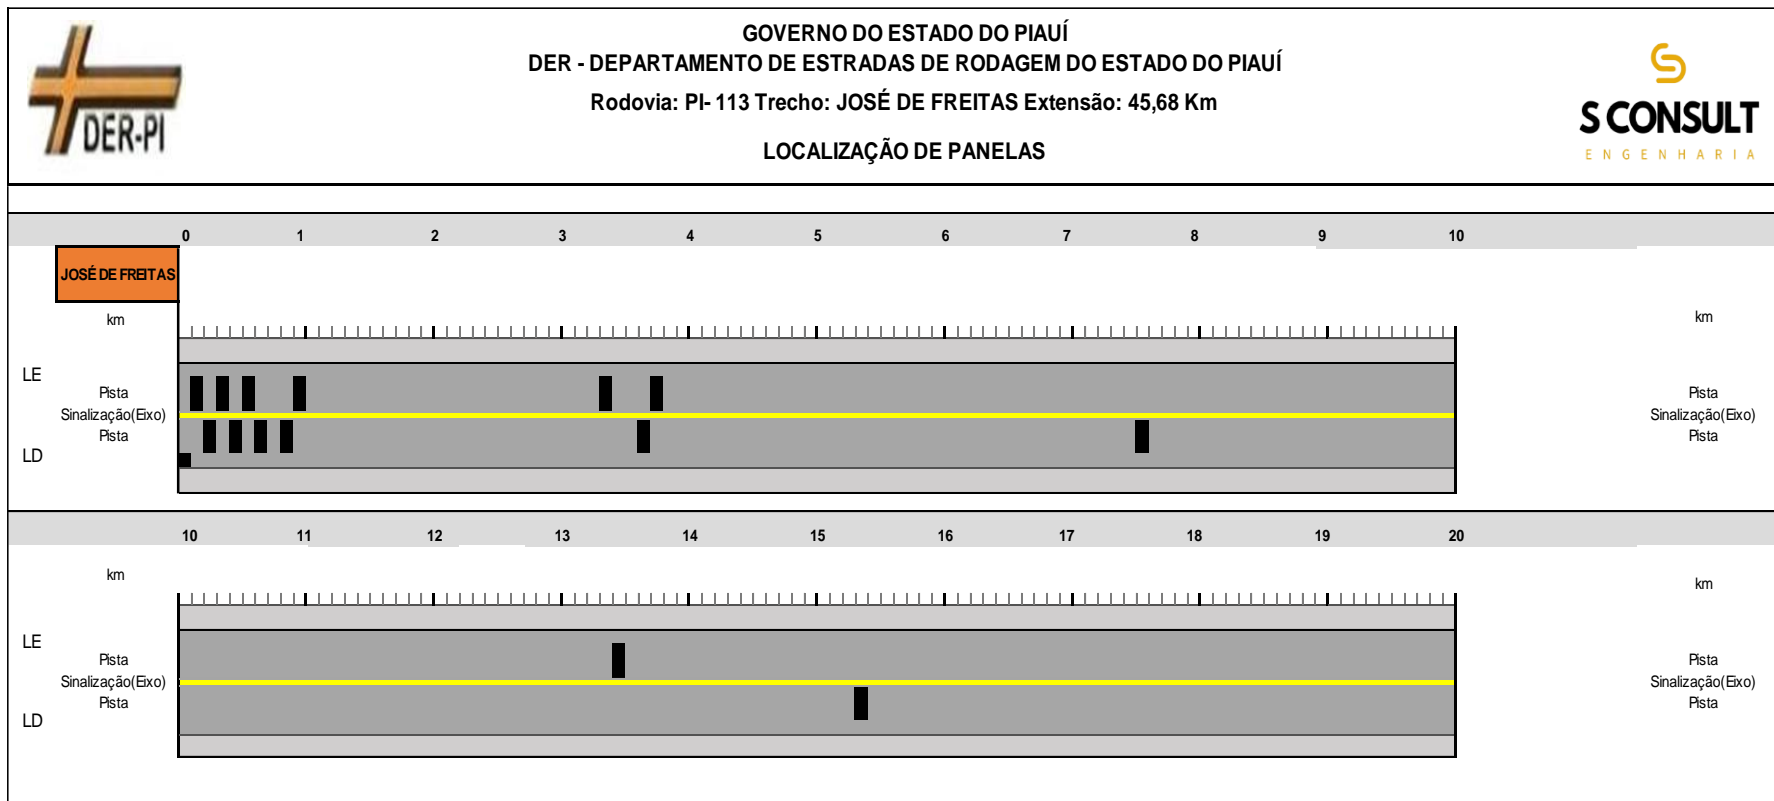 DER-PI
GOVERNO DO ESTADO DO PIAUÍ
DER - DEPARTAMENTO DE ESTRADAS DE RODAGEM DO ESTADO DO PIAUÍ
Rodovia: PI- 113 Trecho: JOSÉ DE FREITAS Extensão: 45,68 Km
LOCALIZAÇÃO DE PANELAS
S CONSULT
ENGENHARIA
0 1 2 3 4 5 6 7 8 9 10
JOSÉ DE FREITAS
km km
LE
Pista Pista
Sinalização(Eixo) Sinalização(Eixo)
Pista Pista
LD
10 11 12 13 14 15 16 17 18 19 20
km km
LE
Pista Pista
Sinalização(Eixo) Sinalização(Eixo)
Pista Pista
LD